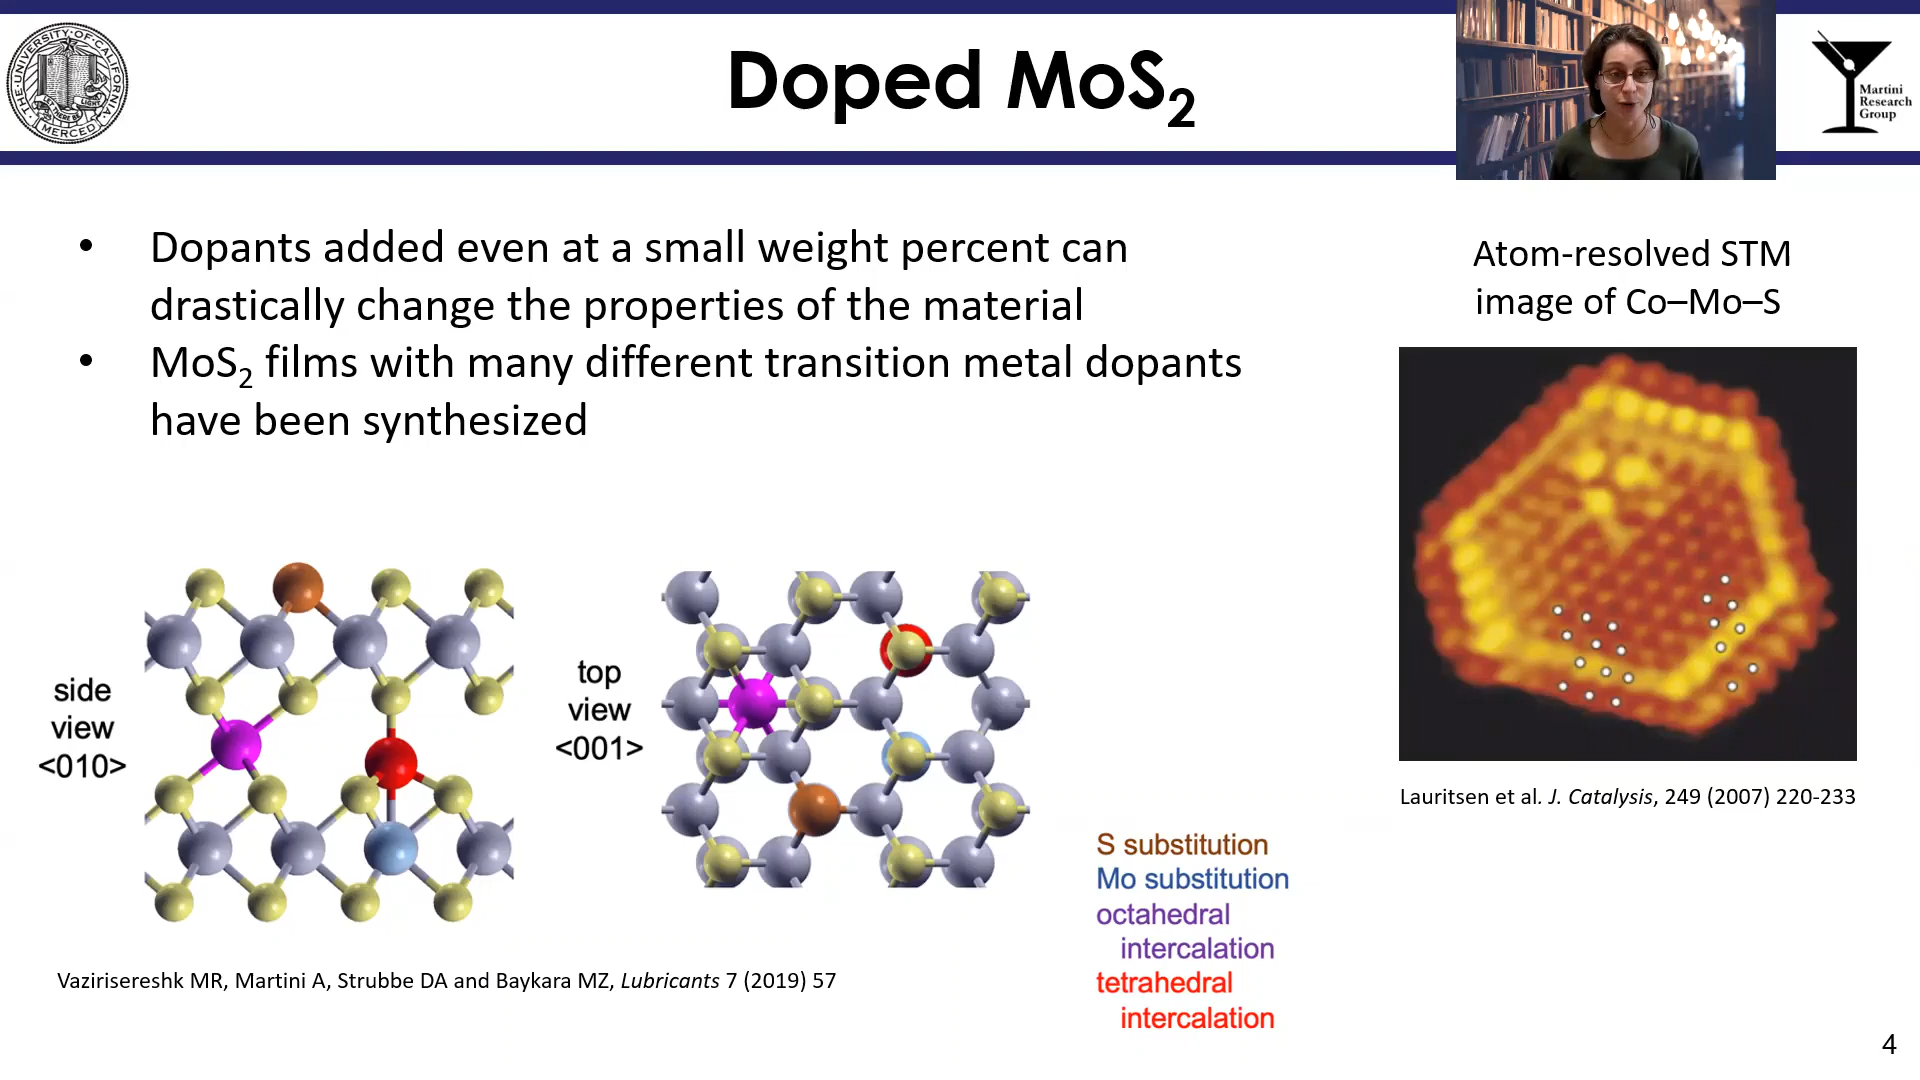 Doped MoS2
THE·UNIVERSITY·OF·CALIFORNIA·
LET THERE BE LIGHT
MERCED
Martini
Research
Group
• Dopants added even at a small weight percent can
drastically change the properties of the material
• MoS2 films with many different transition metal dopants
have been synthesized
Atom-resolved STM
image of Co–Mo–S
side
view
<010>
top
view
<001>
Lauritsen et al. J. Catalysis, 249 (2007) 220-233
S substitution
Mo substitution
octahedral
intercalation
tetrahedral
intercalation
Vazirisereshk MR, Martini A, Strubbe DA and Baykara MZ, Lubricants 7 (2019) 57
4